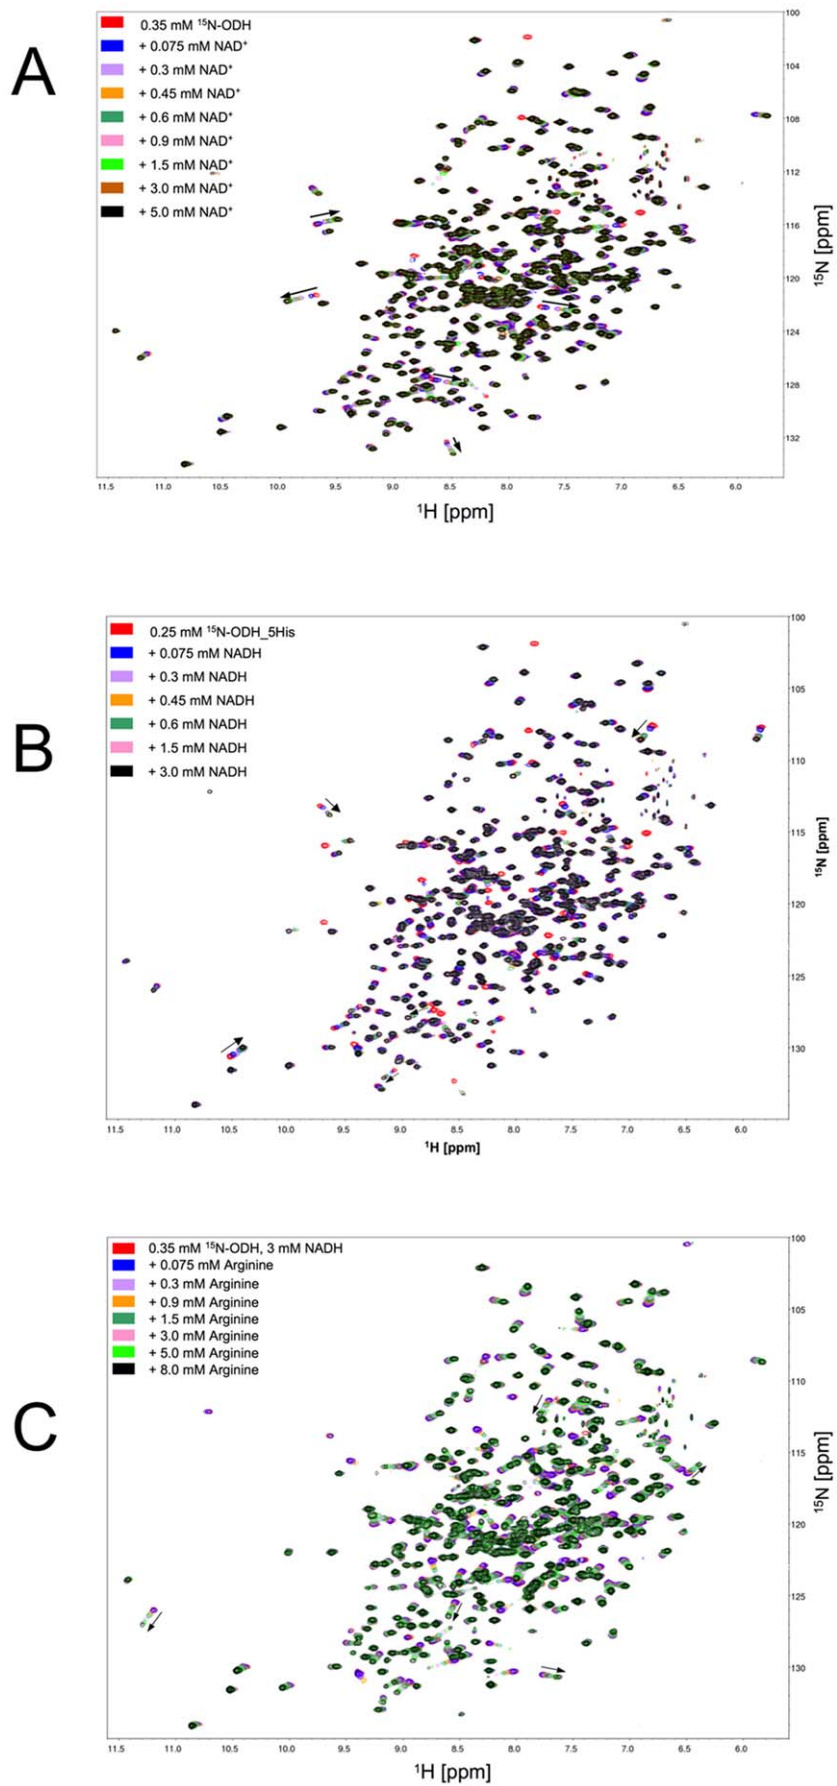 A
0.35 mM ¹⁵N-ODH
+ 0.075 mM NAD⁺
+ 0.3 mM NAD⁺
+ 0.45 mM NAD⁺
+ 0.6 mM NAD⁺
+ 0.9 mM NAD⁺
+ 1.5 mM NAD⁺
+ 3.0 mM NAD⁺
+ 5.0 mM NAD⁺
100
104
108
112
116
120
124
128
132
¹⁵N [ppm]
11.5 11.0 10.5 10.0 9.5 9.0 8.5 8.0 7.5 7.0 6.5 6.0
¹H [ppm]
B
0.25 mM ¹⁵N-ODH_5His
+ 0.075 mM NADH
+ 0.3 mM NADH
+ 0.45 mM NADH
+ 0.6 mM NADH
+ 1.5 mM NADH
+ 3.0 mM NADH
100
105
110
115
120
125
130
¹⁵N [ppm]
11.5 11.0 10.5 10.0 9.5 9.0 8.5 8.0 7.5 7.0 6.5 6.0
¹H [ppm]
C
0.35 mM ¹⁵N-ODH, 3 mM NADH
+ 0.075 mM Arginine
+ 0.3 mM Arginine
+ 0.9 mM Arginine
+ 1.5 mM Arginine
+ 3.0 mM Arginine
+ 5.0 mM Arginine
+ 8.0 mM Arginine
100
105
110
115
120
125
130
¹⁵N [ppm]
11.5 11.0 10.5 10.0 9.5 9.0 8.5 8.0 7.5 7.0 6.5 6.0
¹H [ppm]